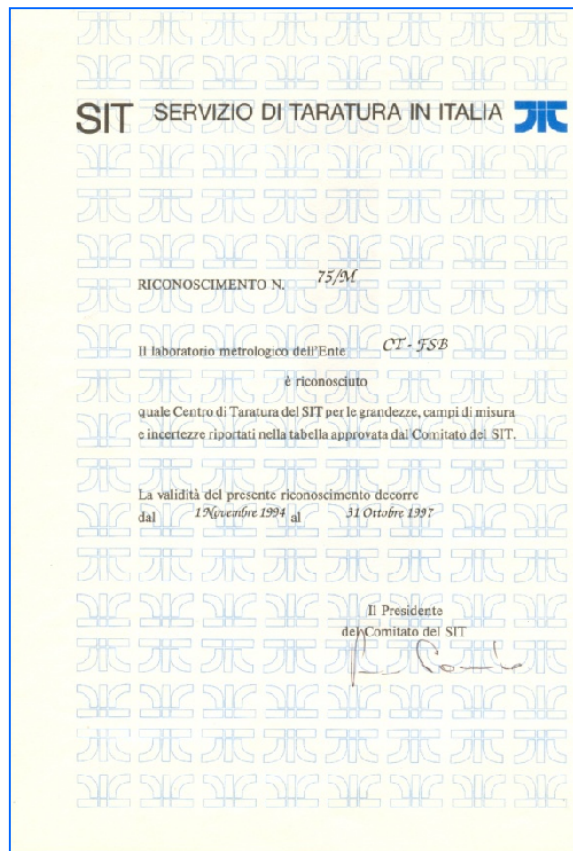 SIT SERVIZIO DI TARATURA IN ITALIA
RICONOSCIMENTO N. 75/M
Il laboratorio metrologico dell'Ente CT - FSB
è riconosciuto
quale Centro di Taratura del SIT per le grandezze, campi di misura
e incertezze riportati nella tabella approvata dal Comitato del SIT.
La validità del presente riconoscimento decorre
dal 1 Novembre 1994 al 31 Ottobre 1997
Il Presidente
del Comitato del SIT